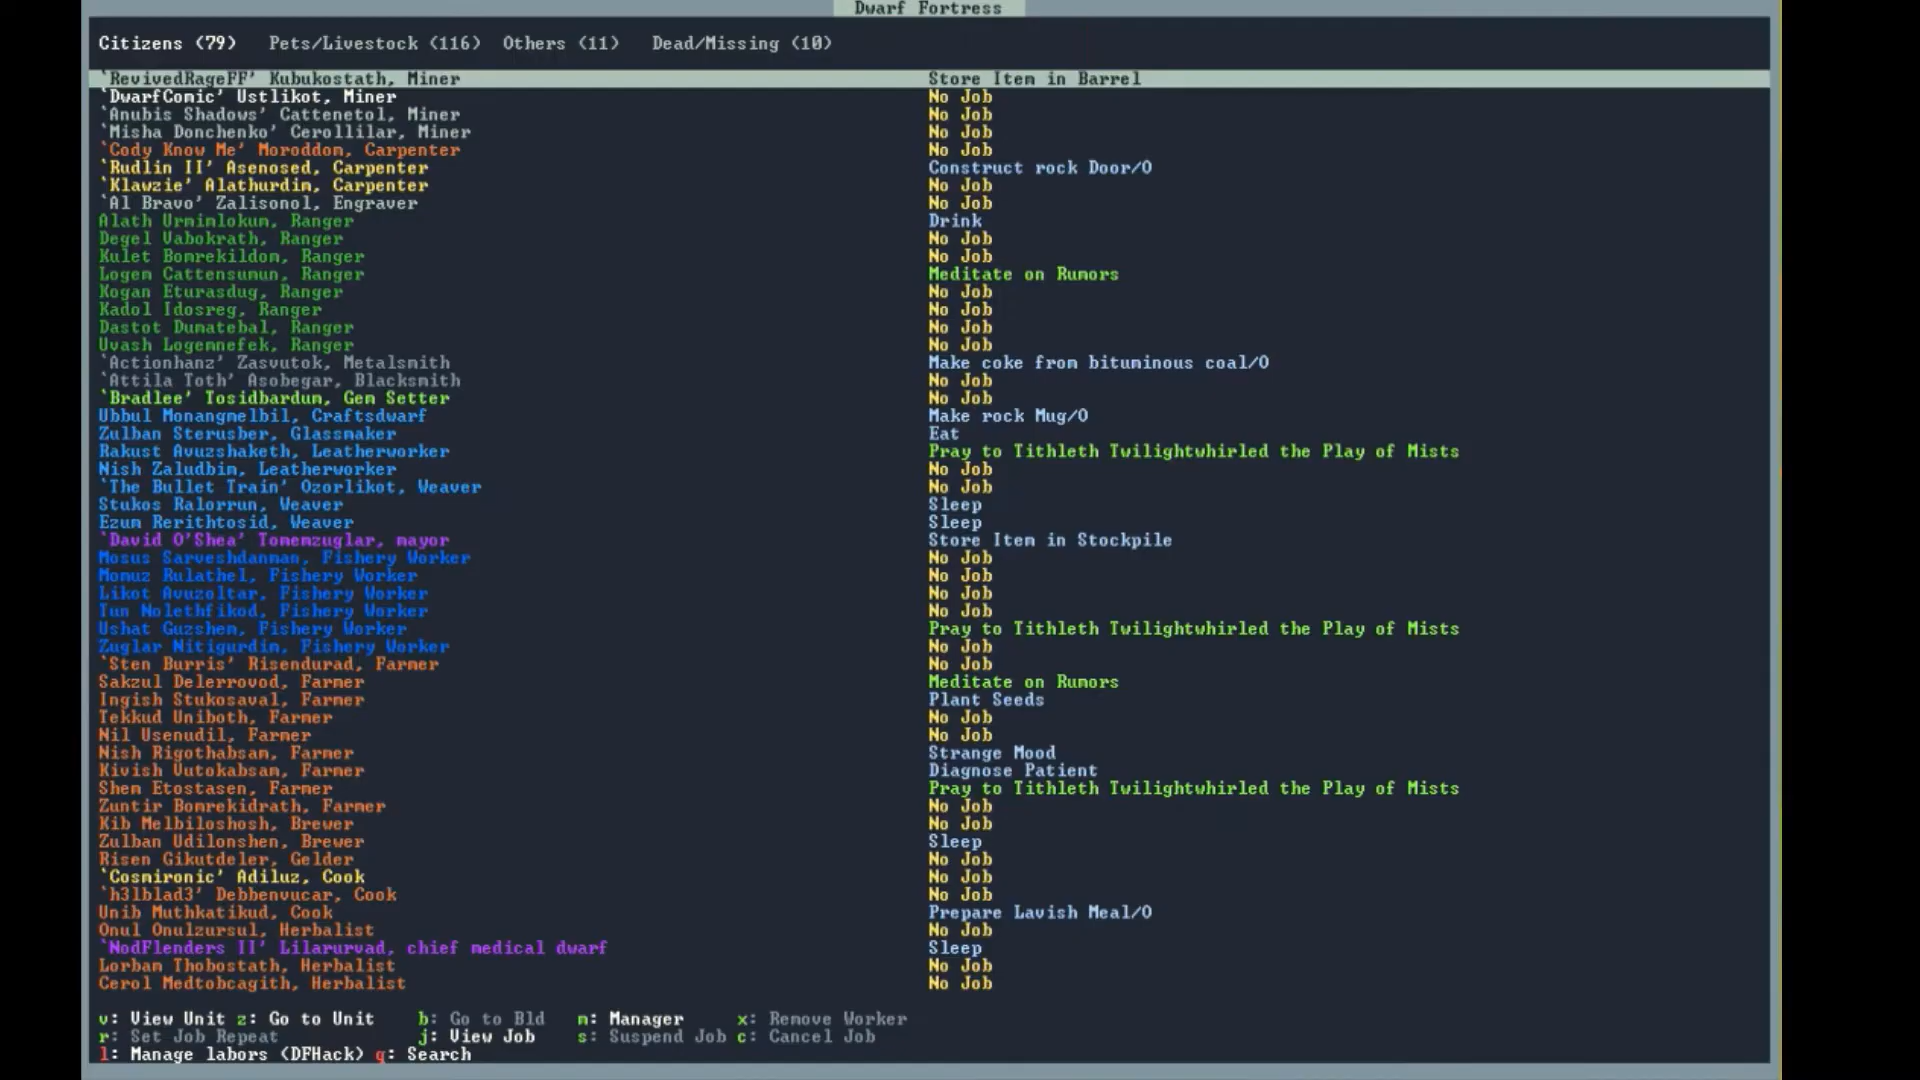 Dwarf Fortress
Citizens (79) Pets/Livestock (116) Others (11) Dead/Missing (10)
`RevivedRageFF' Kubukostath, Miner Store Item in Barrel
`DwarfComic' Ustlikot, Miner No Job
`Anubis Shadows' Cattenetol, Miner No Job
`Misha Donchenko' Cerollilar, Miner No Job
`Cody Know Me' Moroddom, Carpenter No Job
`Rudlin II' Asenosed, Carpenter Construct rock Door/O
`Klawzie' Alathurdim, Carpenter No Job
`Al Bravo' Zalisonol, Engraver No Job
Alath Urmimlokum, Ranger Drink
Degel Vabokrath, Ranger No Job
Kulet Bomrekildom, Ranger No Job
Logem Cattensumun, Ranger Meditate on Rumors
Kogan Eturasdug, Ranger No Job
Kadol Idosreg, Ranger No Job
Dastot Dumatebal, Ranger No Job
Uvash Logemnefek, Ranger No Job
`Actionhanz' Zasvutok, Metalsmith Make coke from bituminous coal/O
`Attila Toth' Asobegar, Blacksmith No Job
`Bradlee' Tosidbardum, Gem Setter No Job
Ubbul Monangmelbil, Craftsdwarf Make rock Mug/O
Zulban Sterusber, Glassmaker Eat
Rakust Avuzshaketh, Leatherworker Pray to Tithleth Twilightwhirled the Play of Mists
Nish Zaludbim, Leatherworker No Job
`The Bullet Train' Ozorlikot, Weaver No Job
Stukos Ralorrun, Weaver Sleep
Ezum Rerithtosid, Weaver Sleep
`David O'Shea' Tomemzuglar, mayor Store Item in Stockpile
Mosus Sarveshdanman, Fishery Worker No Job
Momuz Rulathel, Fishery Worker No Job
Likot Avuzoltar, Fishery Worker No Job
Tun Nolethfikod, Fishery Worker No Job
Ushat Guzshem, Fishery Worker Pray to Tithleth Twilightwhirled the Play of Mists
Zuglar Nitigurdim, Fishery Worker No Job
`Sten Burris' Risendurad, Farmer No Job
Sakzul Delerrovod, Farmer Meditate on Rumors
Ingish Stukosaval, Farmer Plant Seeds
Tekkud Uniboth, Farmer No Job
Nil Usenudil, Farmer No Job
Nish Rigothabsam, Farmer Strange Mood
Kivish Vutokabsam, Farmer Diagnose Patient
Shem Etostasen, Farmer Pray to Tithleth Twilightwhirled the Play of Mists
Zuntir Bomrekidrath, Farmer No Job
Kib Melbiloshosh, Brewer No Job
Zulban Udilonshen, Brewer Sleep
Risen Gikutdeler, Gelder No Job
`Cosmironic' Adiluz, Cook No Job
`h3lblad3' Debbenvucar, Cook No Job
Unib Muthkatikud, Cook Prepare Lavish Meal/O
Onul Onulzursul, Herbalist No Job
`NodFlenders II' Lilarurvad, chief medical dwarf Sleep
Lorbam Thobostath, Herbalist No Job
Cerol Medtobcagith, Herbalist No Job
v: View Unit z: Go to Unit b: Go to Bld m: Manager x: Remove Worker
r: Set Job Repeat j: View Job s: Suspend Job c: Cancel Job
l: Manage labors (DFHack) q: Search